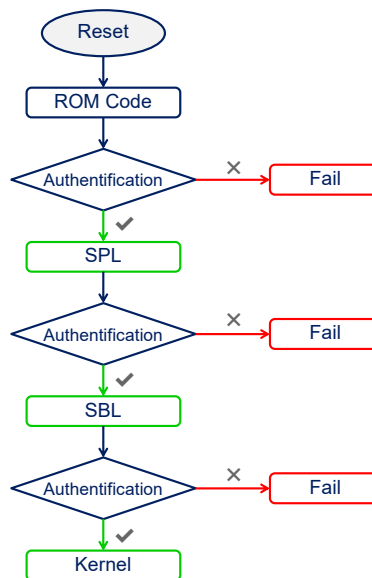 Reset
ROM Code
Authentification
Fail
SPL
Authentification
Fail
SBL
Authentification
Fail
Kernel